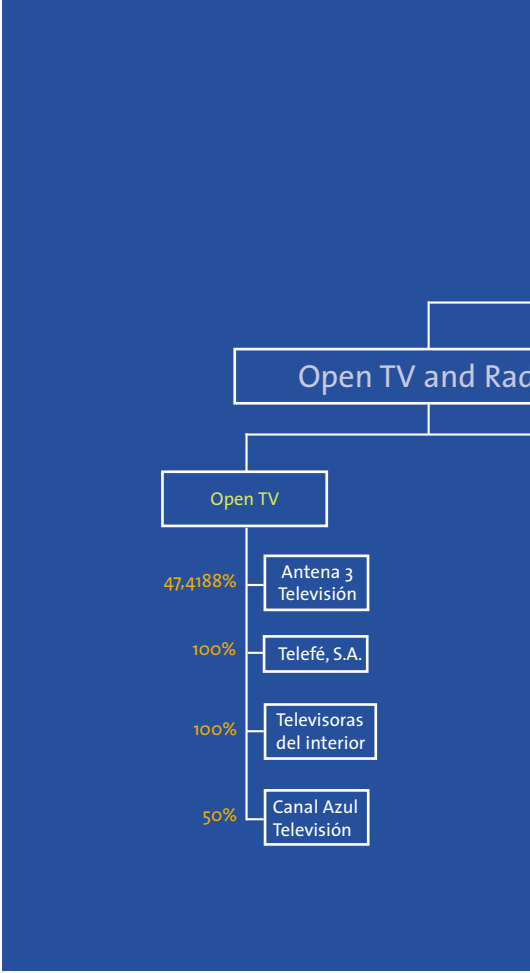 Open TV and Rad
Open TV
47,4188%
Antena 3
Televisión
100%
Telefé, S.A.
100%
Televisoras
del interior
50%
Canal Azul
Televisión